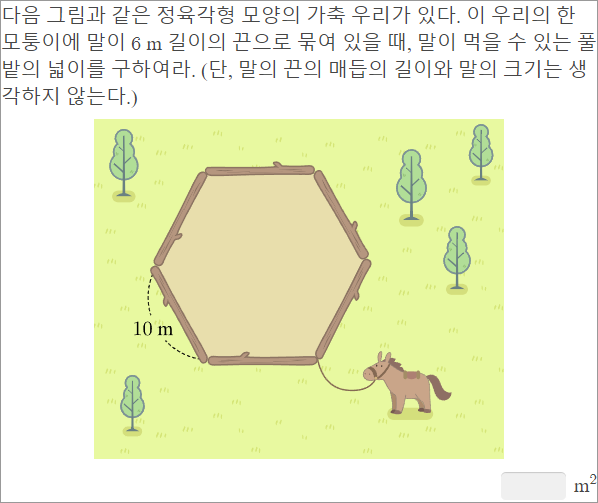 다음 그림과 같은 정육각형 모양의 가축 우리가 있다. 이 우리의 한
모퉁이에 말이 6 m 길이의 끈으로 묶여 있을 때, 말이 먹을 수 있는 풀
밭의 넓이를 구하여라. (단, 말의 끈의 매듭의 길이와 말의 크기는 생
각하지 않는다.)
10 m
m²